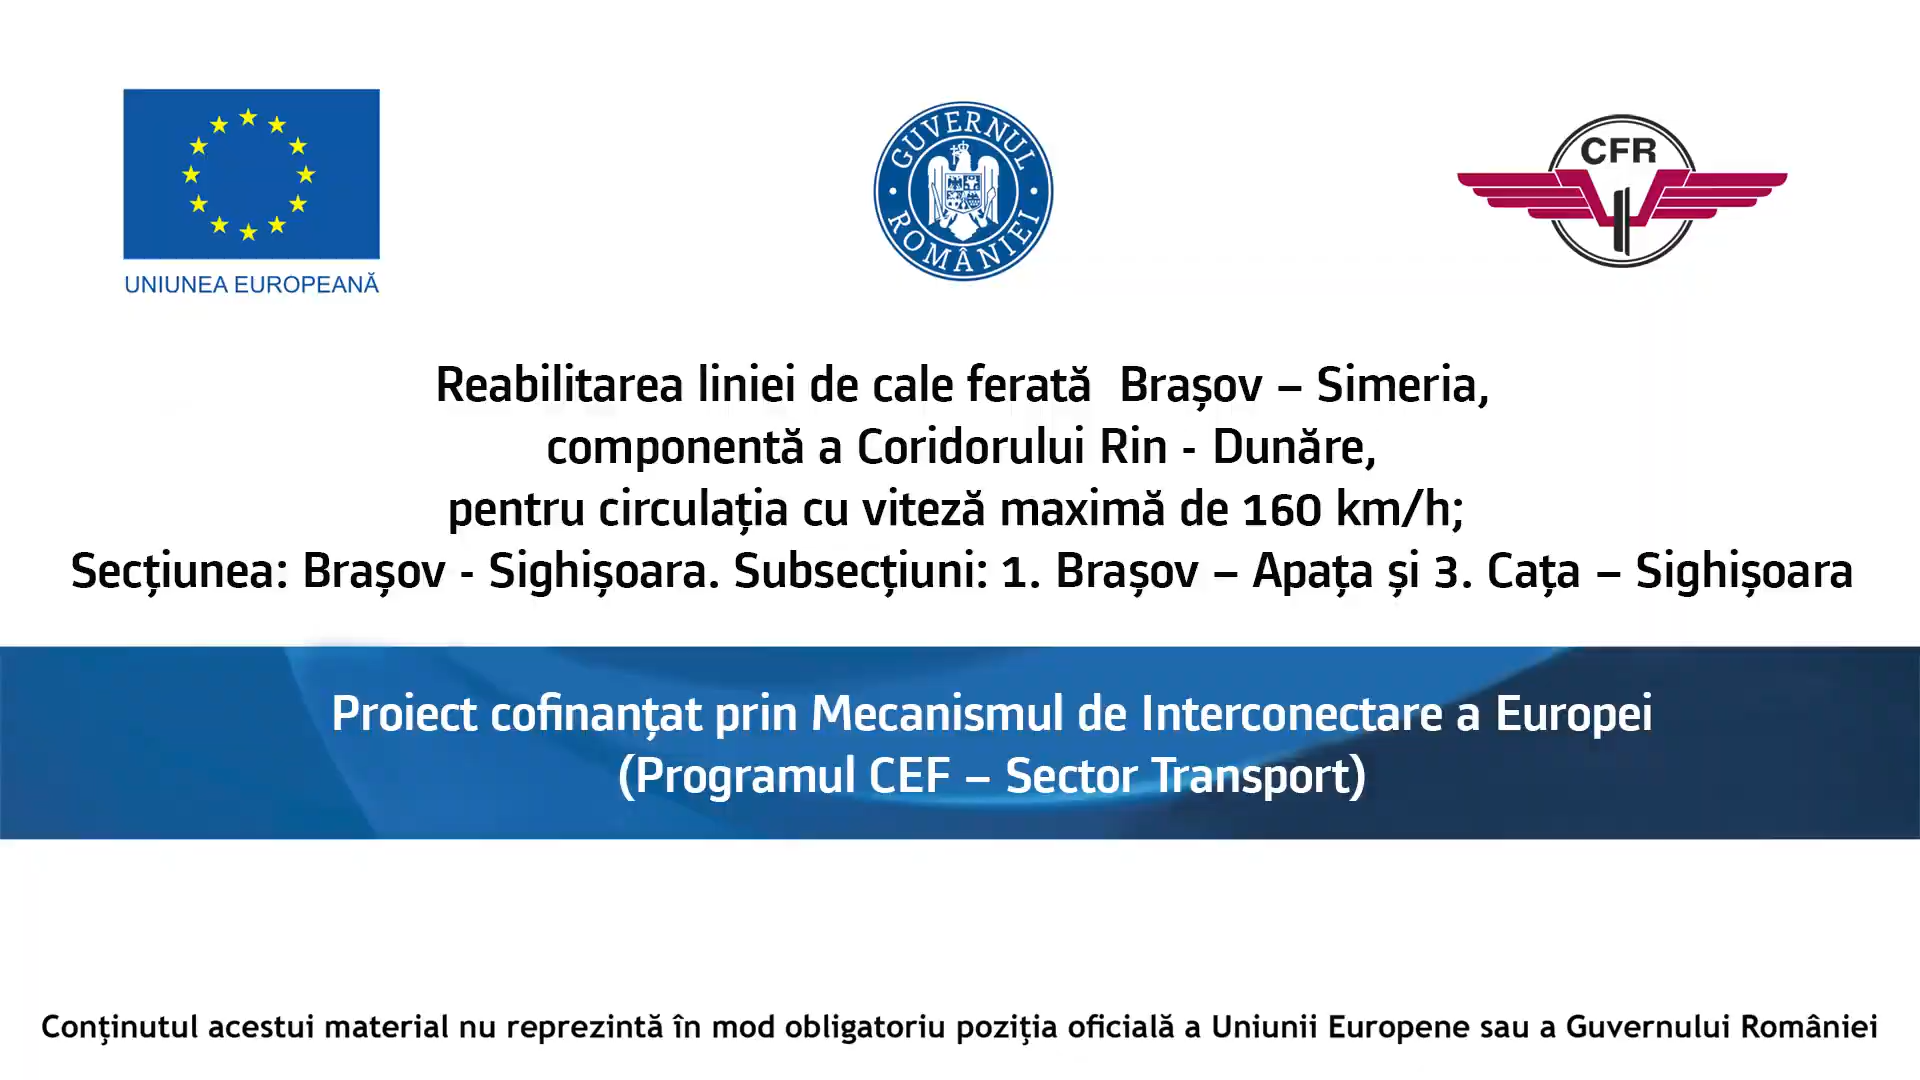 UNIUNEA EUROPEANĂ
GUVERNUL ROMÂNIEI
CFR
Reabilitarea liniei de cale ferată Brașov – Simeria,
componentă a Coridorului Rin - Dunăre,
pentru circulația cu viteză maximă de 160 km/h;
Secțiunea: Brașov - Sighișoara. Subsecțiuni: 1. Brașov – Apața și 3. Cața – Sighișoara
Proiect cofinanțat prin Mecanismul de Interconectare a Europei
(Programul CEF – Sector Transport)
Conținutul acestui material nu reprezintă în mod obligatoriu poziția oficială a Uniunii Europene sau a Guvernului României